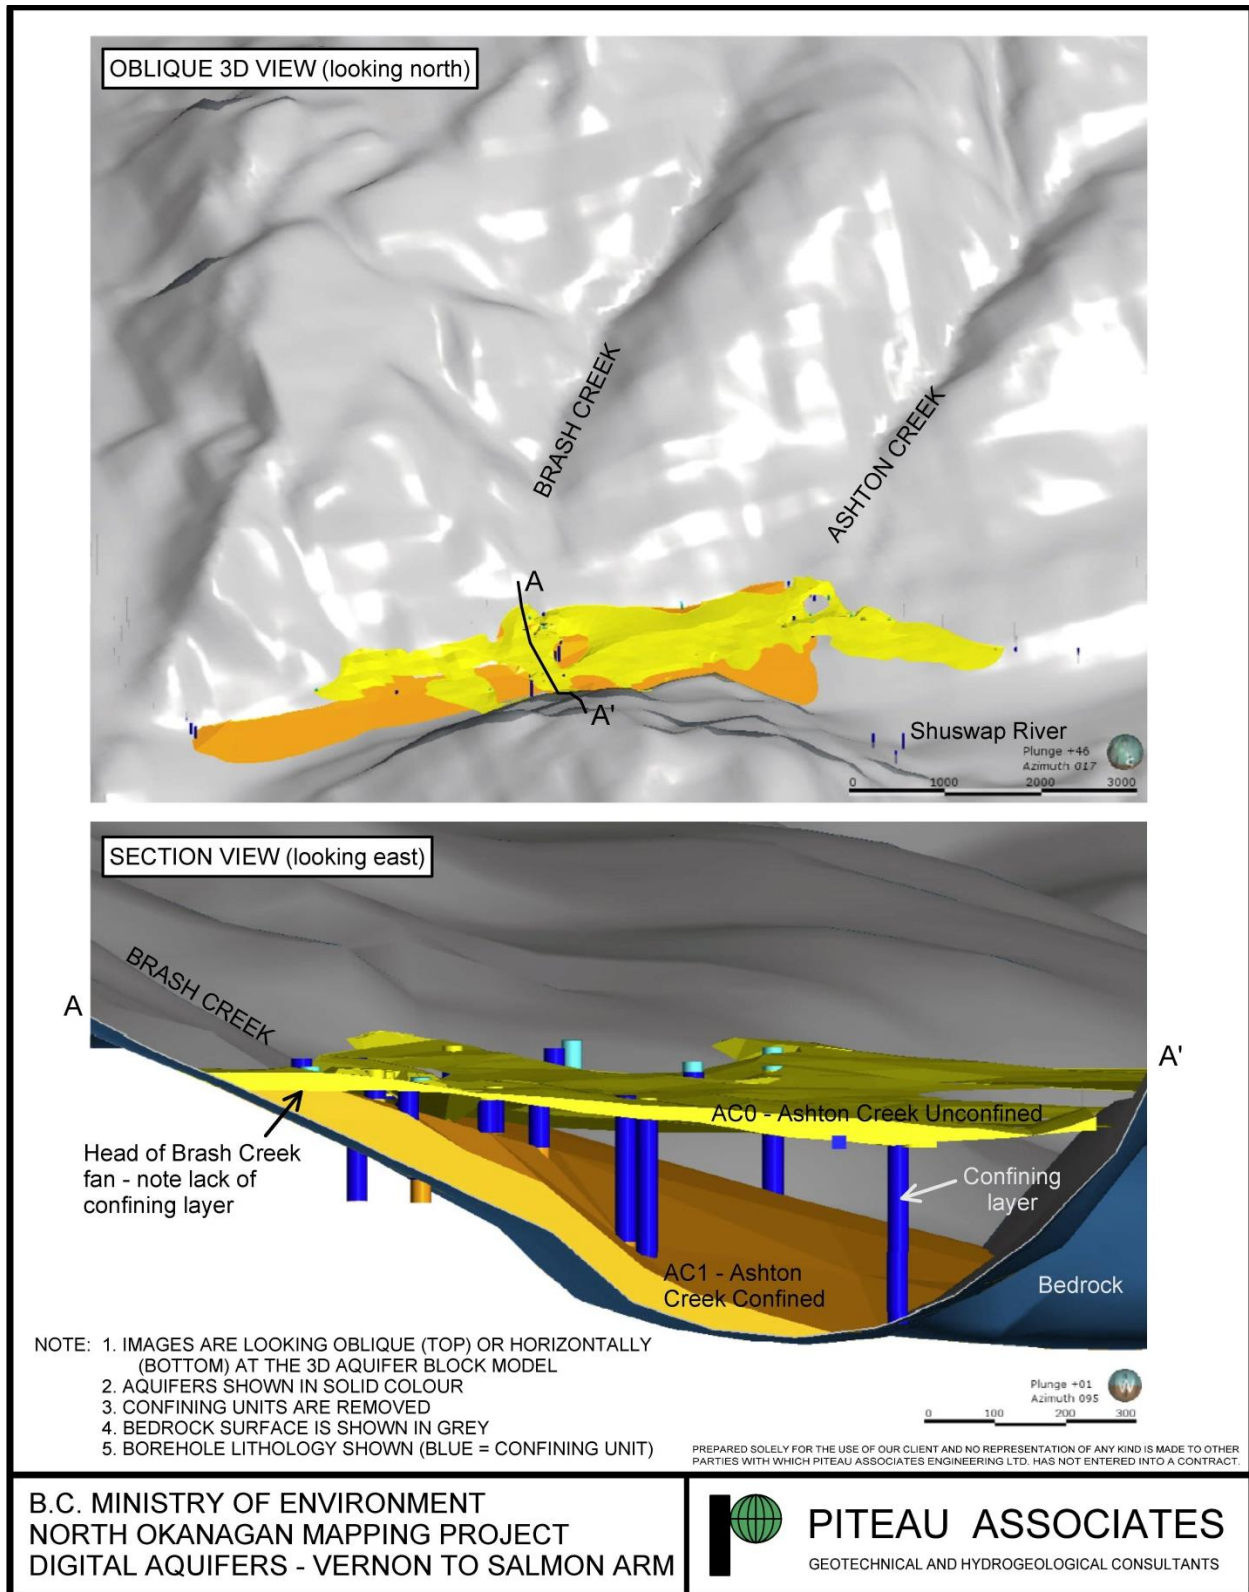 OBLIQUE 3D VIEW (looking north)
BRASH CREEK
ASHTON CREEK
A
A'
Shuswap River
Plunge +46
Azimuth 017
0 1000 2000 3000
SECTION VIEW (looking east)
BRASH CREEK
A
A'
AC0 - Ashton Creek Unconfined
Head of Brash Creek
fan - note lack of
confining layer
Confining
layer
AC1 - Ashton
Creek Confined
Bedrock
NOTE: 1. IMAGES ARE LOOKING OBLIQUE (TOP) OR HORIZONTALLY
(BOTTOM) AT THE 3D AQUIFER BLOCK MODEL
2. AQUIFERS SHOWN IN SOLID COLOUR
3. CONFINING UNITS ARE REMOVED
4. BEDROCK SURFACE IS SHOWN IN GREY
5. BOREHOLE LITHOLOGY SHOWN (BLUE = CONFINING UNIT)
Plunge +01
Azimuth 095
W
0 100 200 300
PREPARED SOLELY FOR THE USE OF OUR CLIENT AND NO REPRESENTATION OF ANY KIND IS MADE TO OTHER
PARTIES WITH WHICH PITEAU ASSOCIATES ENGINEERING LTD. HAS NOT ENTERED INTO A CONTRACT.
B.C. MINISTRY OF ENVIRONMENT
NORTH OKANAGAN MAPPING PROJECT
DIGITAL AQUIFERS - VERNON TO SALMON ARM
PITEAU ASSOCIATES
GEOTECHNICAL AND HYDROGEOLOGICAL CONSULTANTS